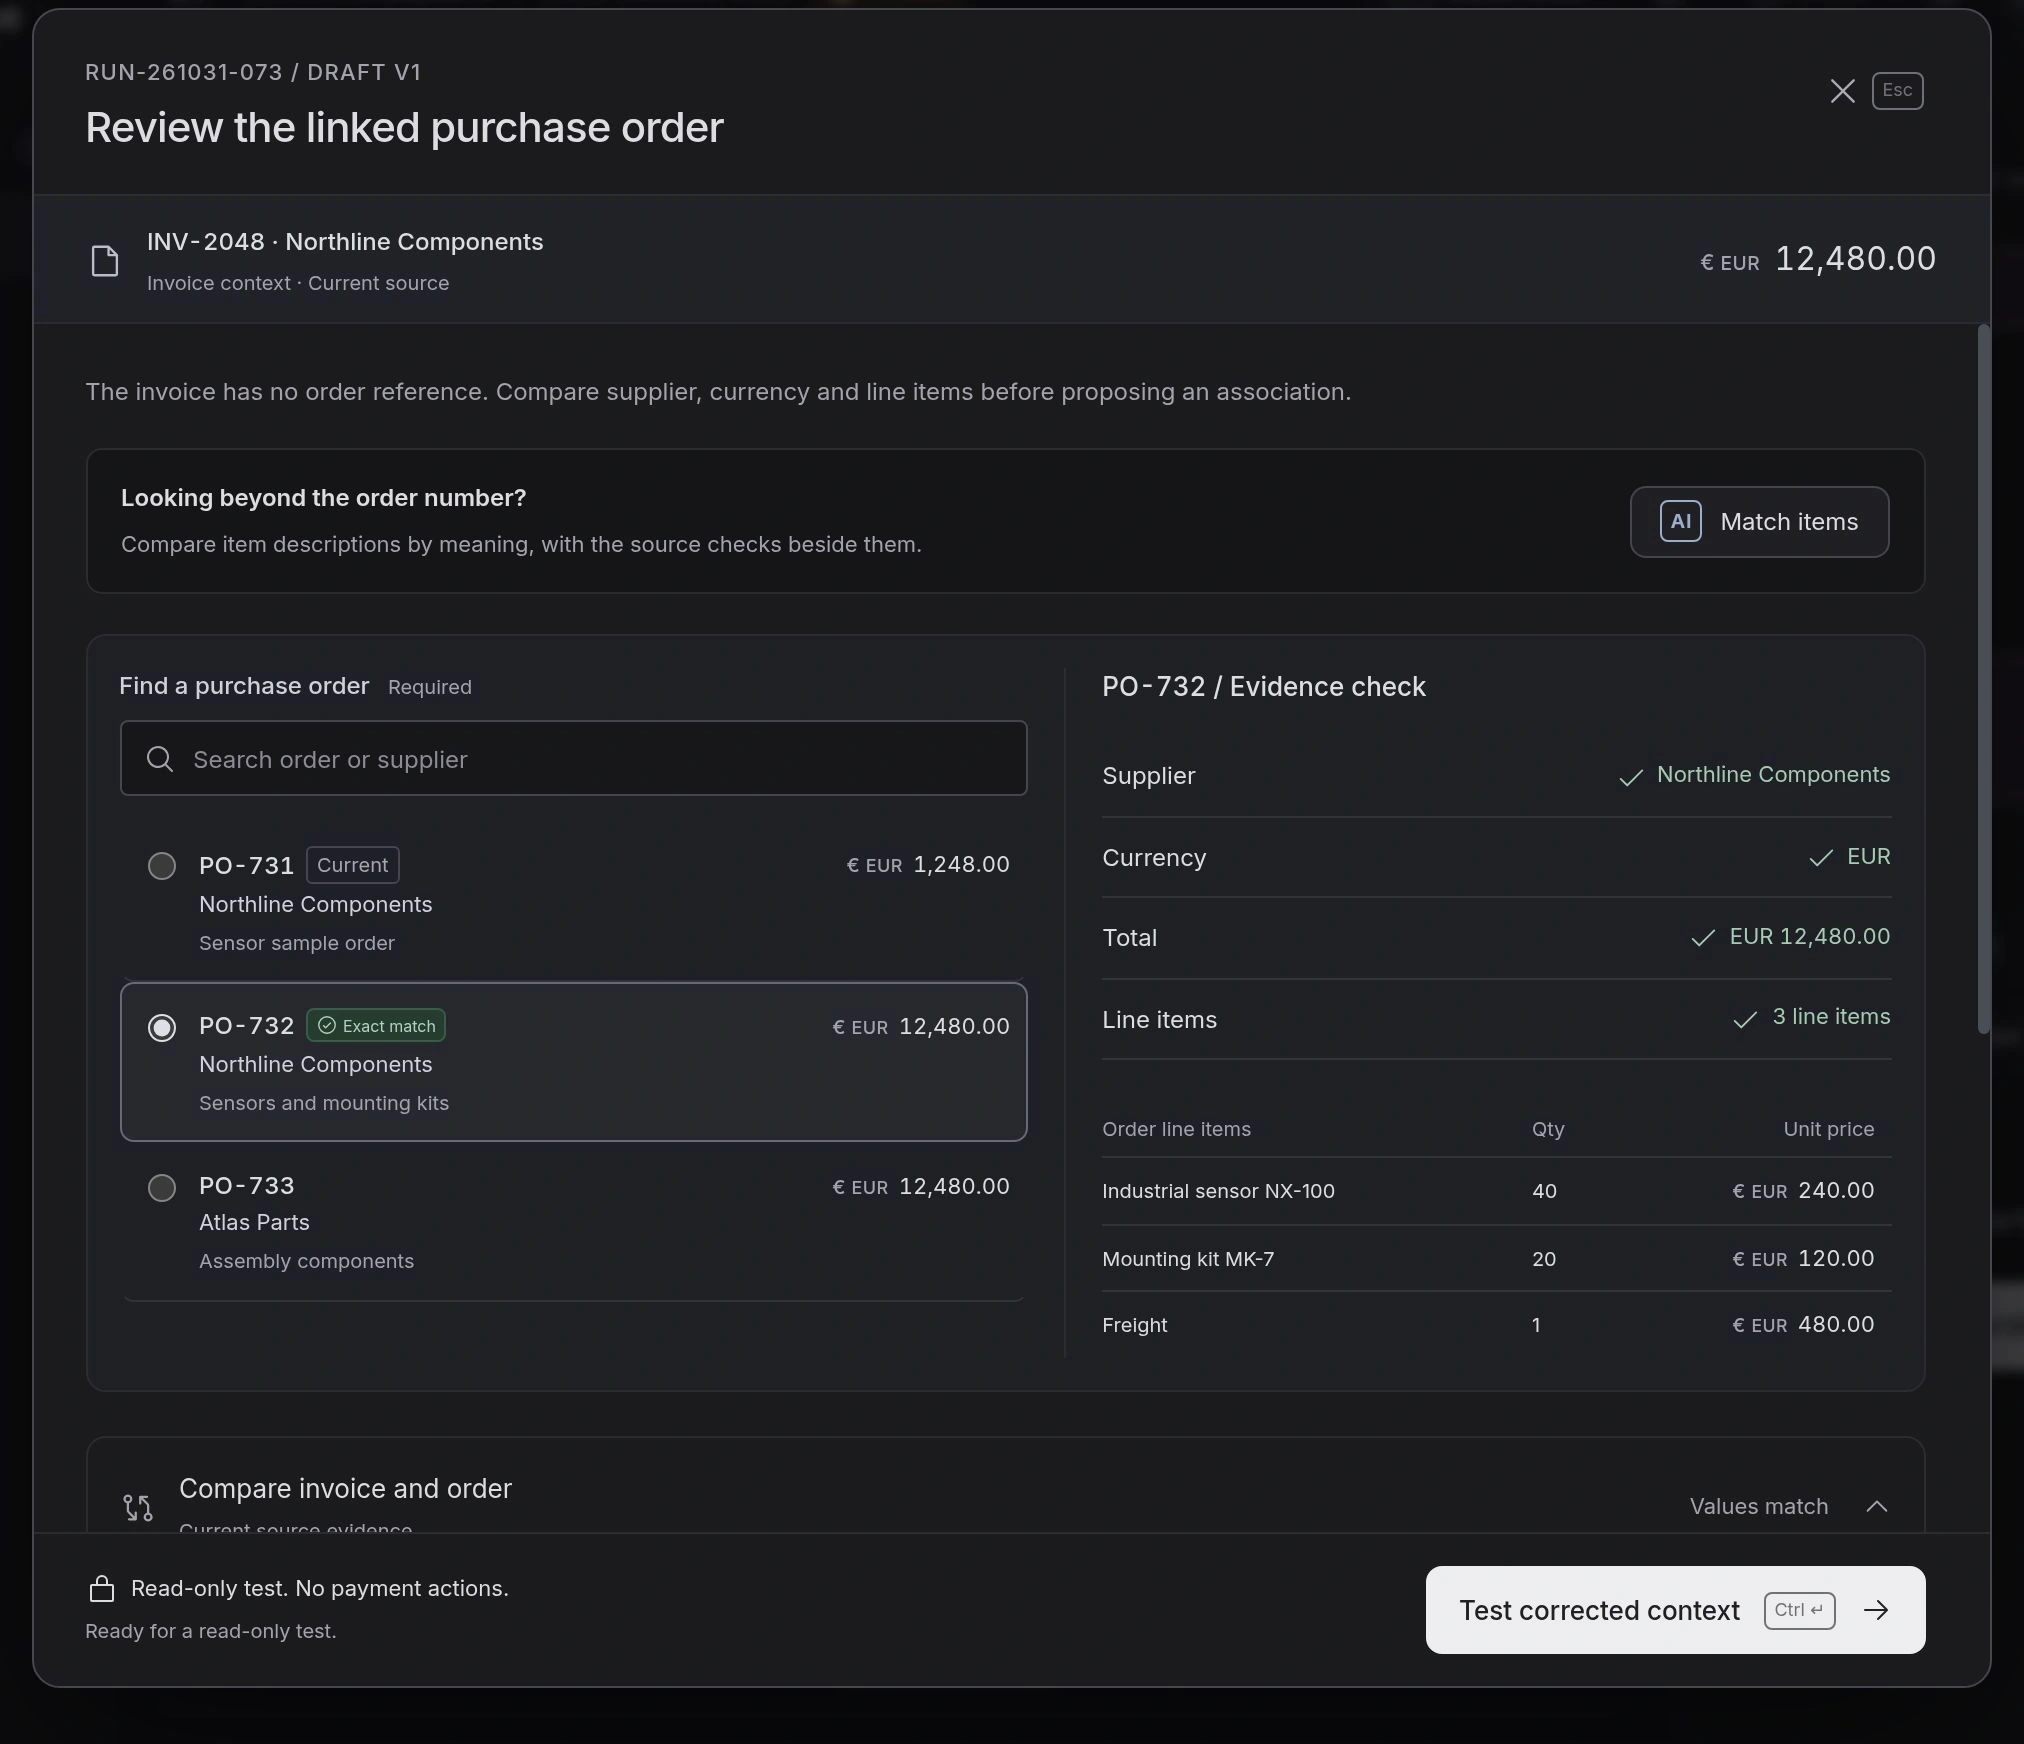 RUN-261031-073 / DRAFT V1
Review the linked purchase order
Esc
INV-2048 · Northline Components
Invoice context · Current source
€ EUR 12,480.00
The invoice has no order reference. Compare supplier, currency and line items before proposing an association.
Looking beyond the order number?
Compare item descriptions by meaning, with the source checks beside them.
AI Match items
Find a purchase order Required
Search order or supplier
PO-731 Current € EUR 1,248.00
Northline Components
Sensor sample order
PO-732 Exact match € EUR 12,480.00
Northline Components
Sensors and mounting kits
PO-733 € EUR 12,480.00
Atlas Parts
Assembly components
PO-732 / Evidence check
Supplier Northline Components
Currency EUR
Total EUR 12,480.00
Line items 3 line items
Order line items Qty Unit price
Industrial sensor NX-100 40 € EUR 240.00
Mounting kit MK-7 20 € EUR 120.00
Freight 1 € EUR 480.00
Compare invoice and order
Current source evidence
Values match
Read-only test. No payment actions.
Ready for a read-only test.
Test corrected context Ctrl ↵